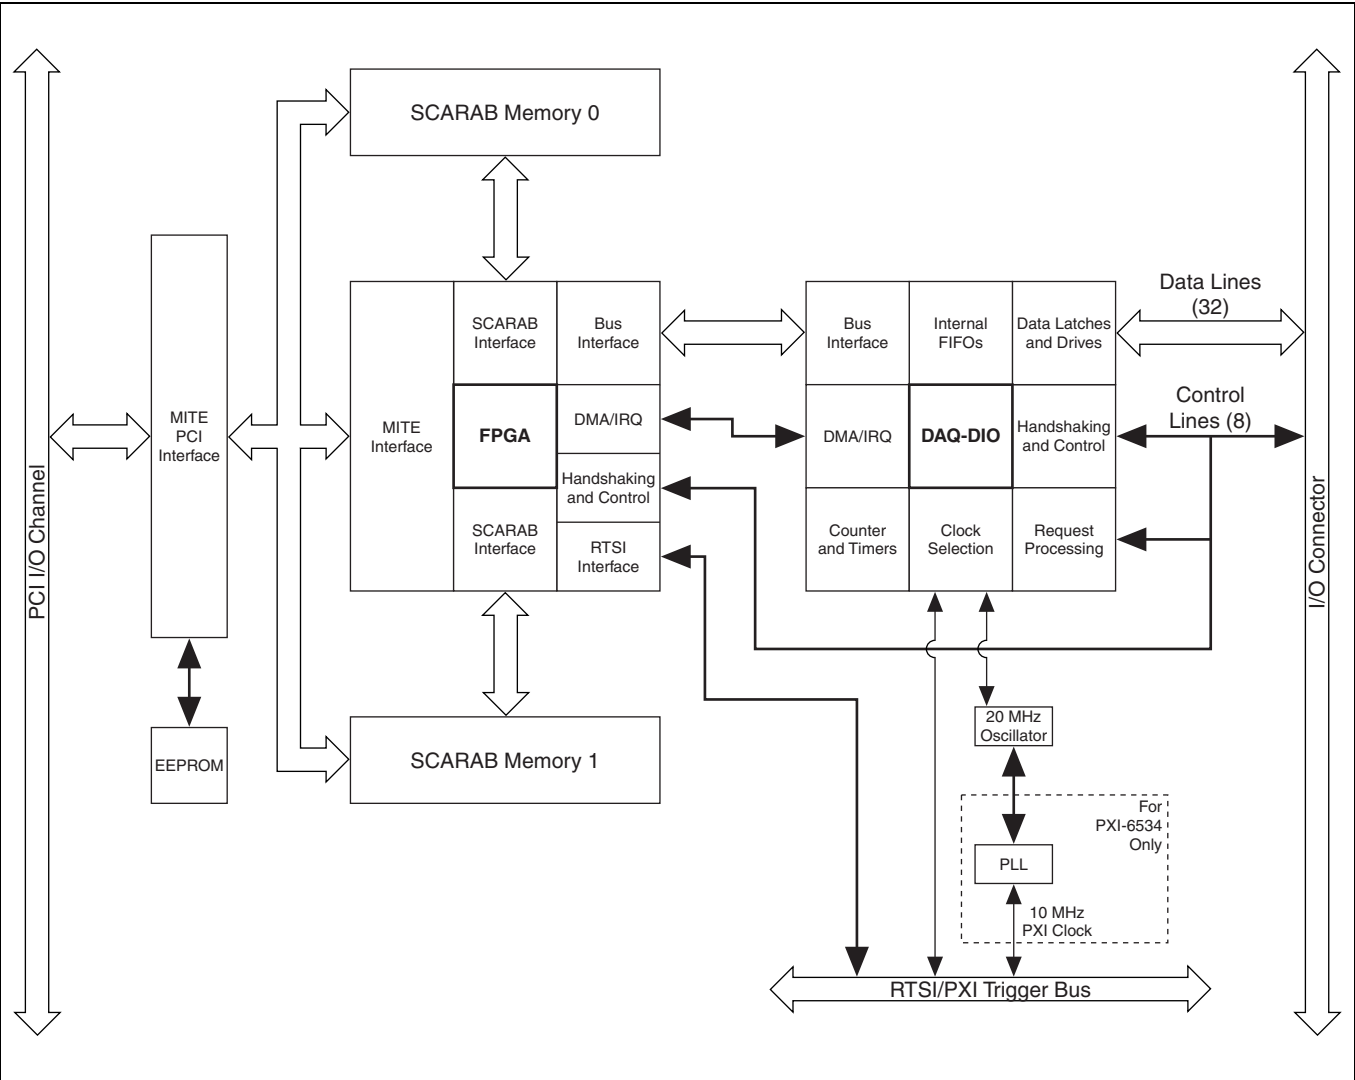 SCARAB Memory 0
PCI I/O Channel
MITE
PCI
Interface
EEPROM
MITE
Interface
SCARAB
Interface
Bus
Interface
FPGA
DMA/IRQ
Handshaking
and Control
SCARAB
Interface
RTSI
Interface
SCARAB Memory 1
Bus
Interface
Internal
FIFOs
Data Latches
and Drives
DMA/IRQ
DAQ-DIO
Handshaking
and Control
Counter
and Timers
Clock
Selection
Request
Processing
Data Lines
(32)
Control
Lines (8)
I/O Connector
20 MHz
Oscillator
For
PXI-6534
Only
PLL
10 MHz
PXI Clock
RTSI/PXI Trigger Bus